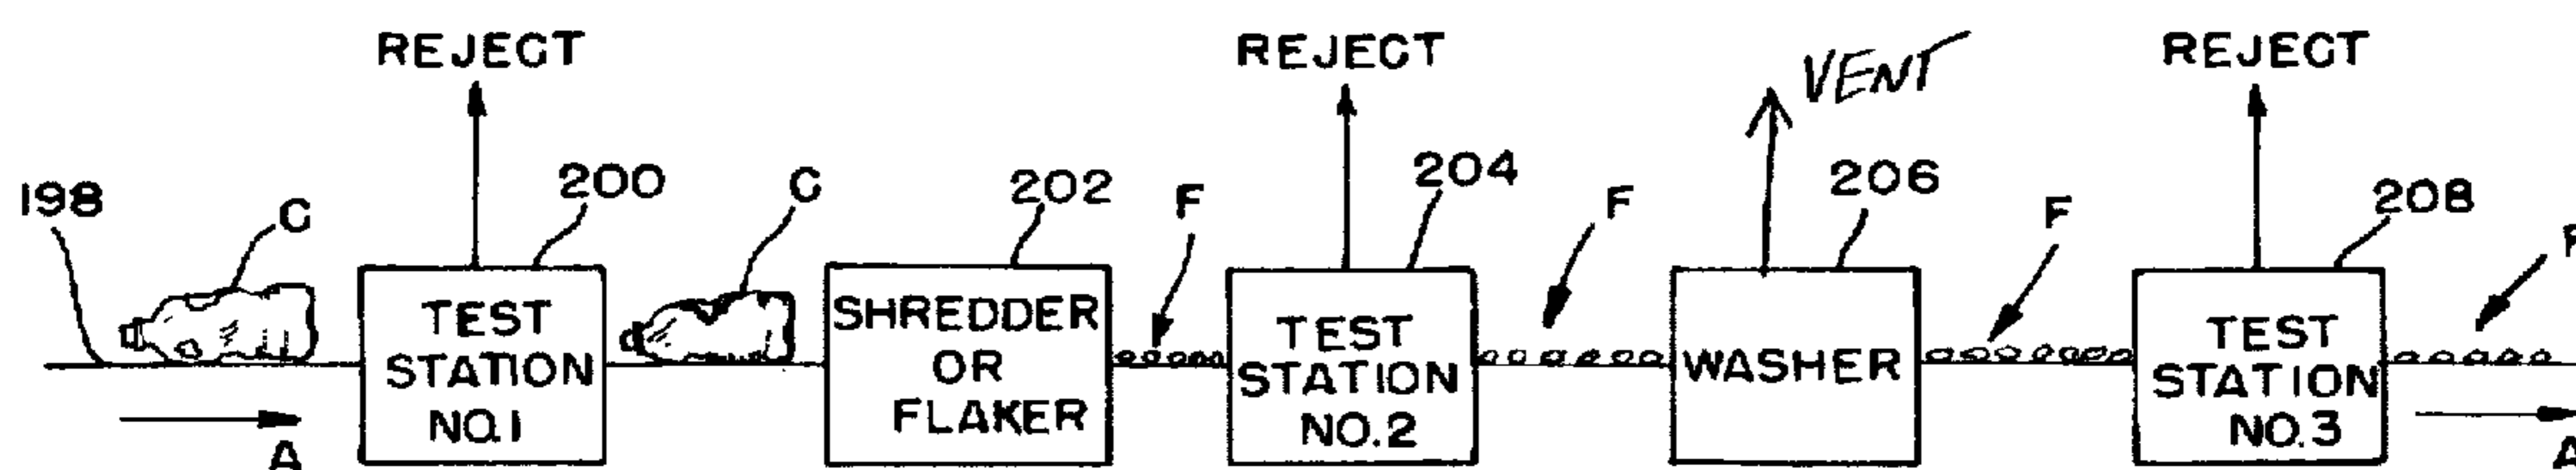 REJECT
REJECT
VENT
REJECT
198
C
200
C
202
F
204
F
206
F
208
F
TEST
STATION
NO.1
SHREDDER
OR
FLAKER
TEST
STATION
NO.2
WASHER
TEST
STATION
NO.3
A
A